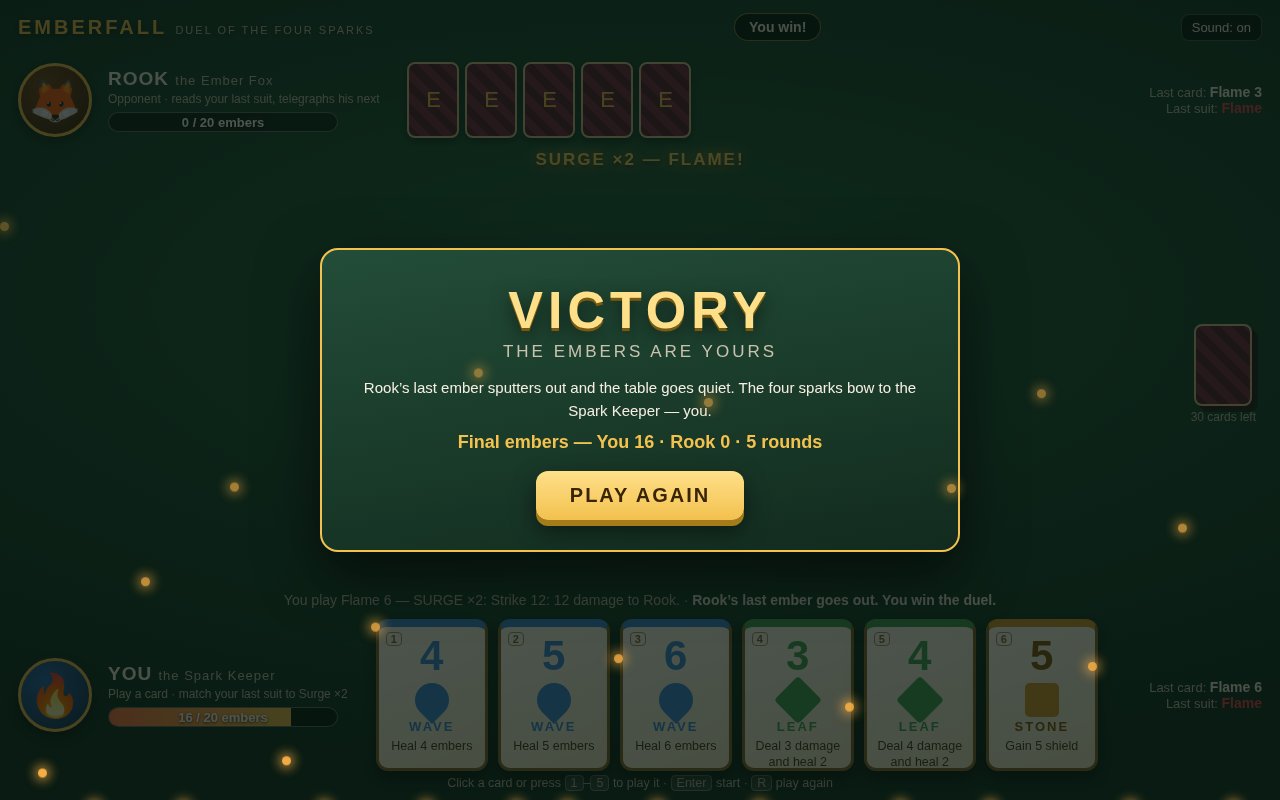 EMBERFALL DUEL OF THE FOUR SPARKS
You win!
Sound: on
ROOK the Ember Fox
Opponent · reads your last suit, telegraphs his next
0 / 20 embers
E E E E E
Last card: Flame 3
Last suit: Flame
SURGE ×2 — FLAME!
VICTORY
THE EMBERS ARE YOURS
Rook’s last ember sputters out and the table goes quiet. The four sparks bow to the
Spark Keeper — you.
Final embers — You 16 · Rook 0 · 5 rounds
PLAY AGAIN
30 cards left
You play Flame 6 — SURGE ×2: Strike 12: 12 damage to Rook. · Rook’s last ember goes out. You win the duel.
YOU the Spark Keeper
Play a card · match your last suit to Surge ×2
16 / 20 embers
1
4
WAVE
Heal 4 embers
2
5
WAVE
Heal 5 embers
3
6
WAVE
Heal 6 embers
4
3
LEAF
Deal 3 damage
and heal 2
5
4
LEAF
Deal 4 damage
and heal 2
6
5
STONE
Gain 5 shield
Last card: Flame 6
Last suit: Flame
Click a card or press 1–5 to play it · Enter start · R play again